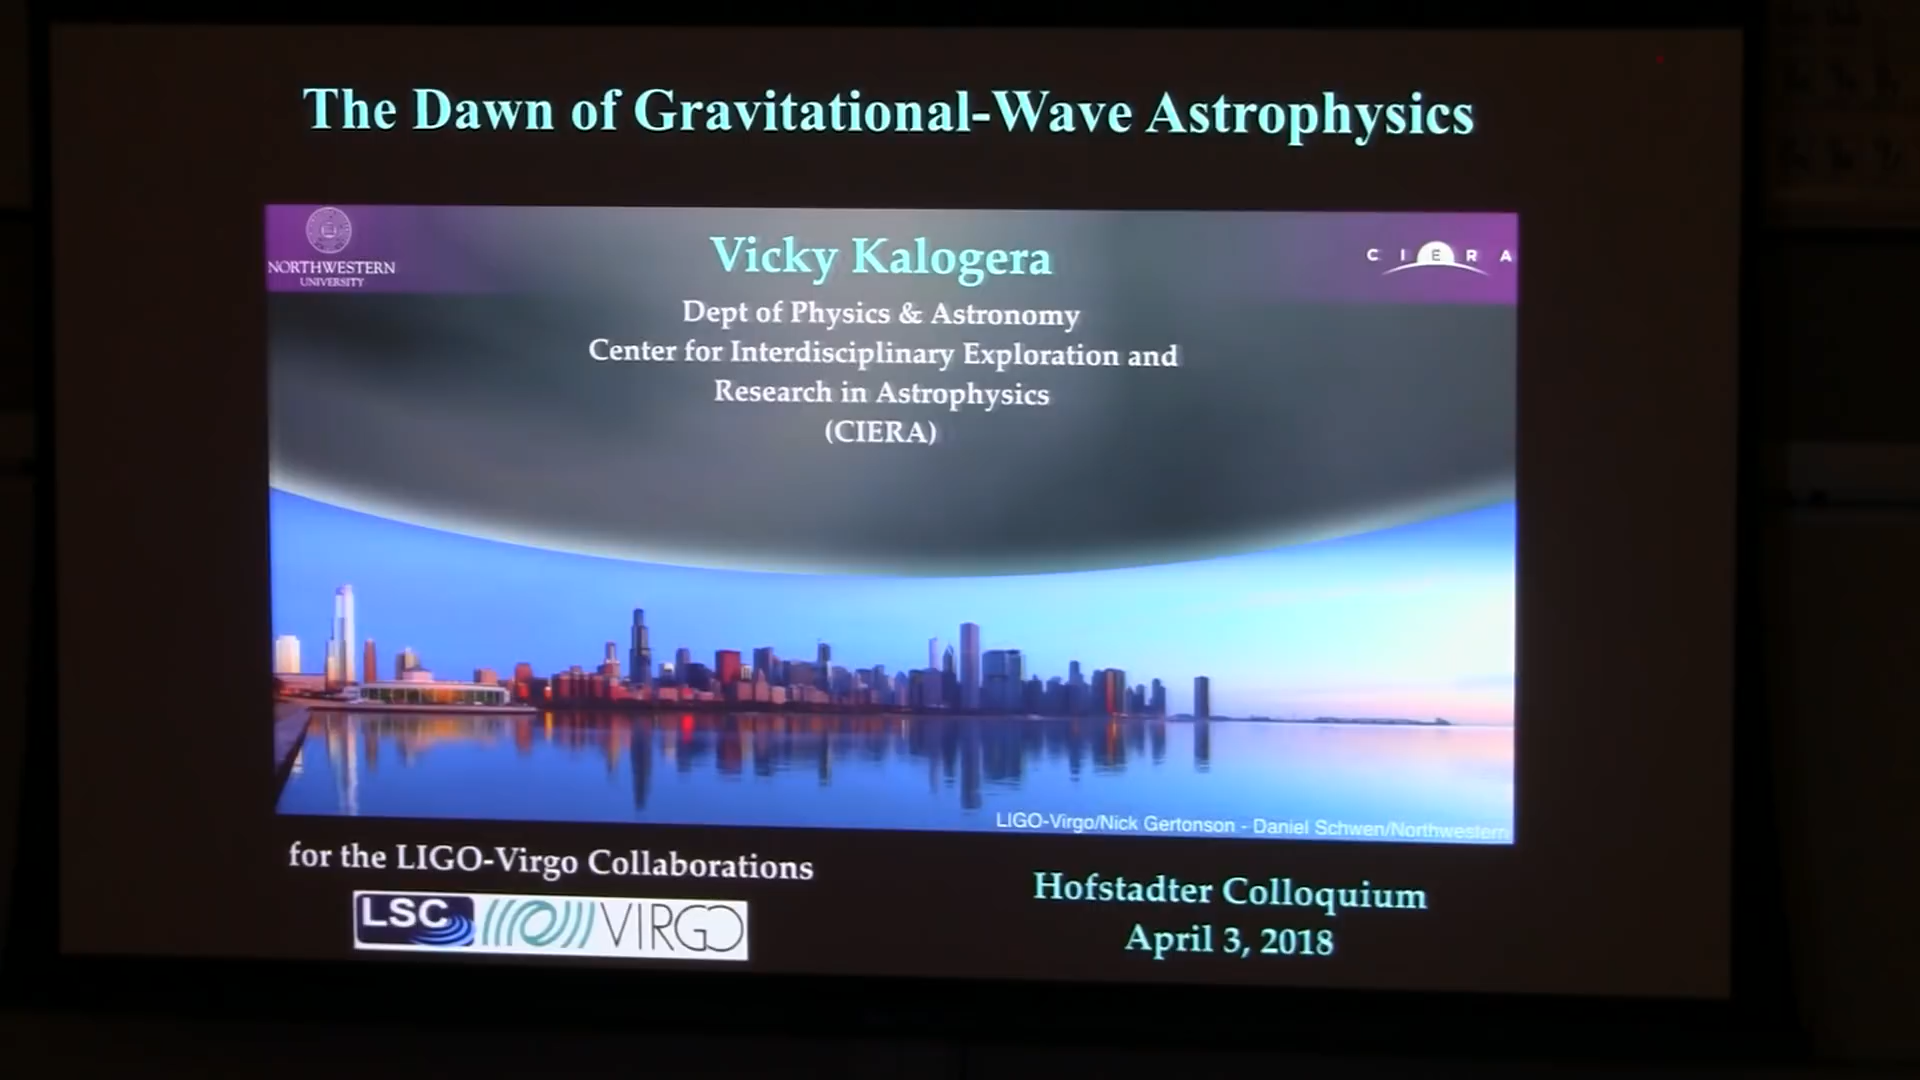 The Dawn of Gravitational-Wave Astrophysics
NORTHWESTERN
UNIVERSITY
Vicky Kalogera
CIERA
Dept of Physics & Astronomy
Center for Interdisciplinary Exploration and
Research in Astrophysics
(CIERA)
LIGO-Virgo/Nick Gertonson - Daniel Schwen/Northwestern
for the LIGO-Virgo Collaborations
LSC VIRGO
Hofstadter Colloquium
April 3, 2018